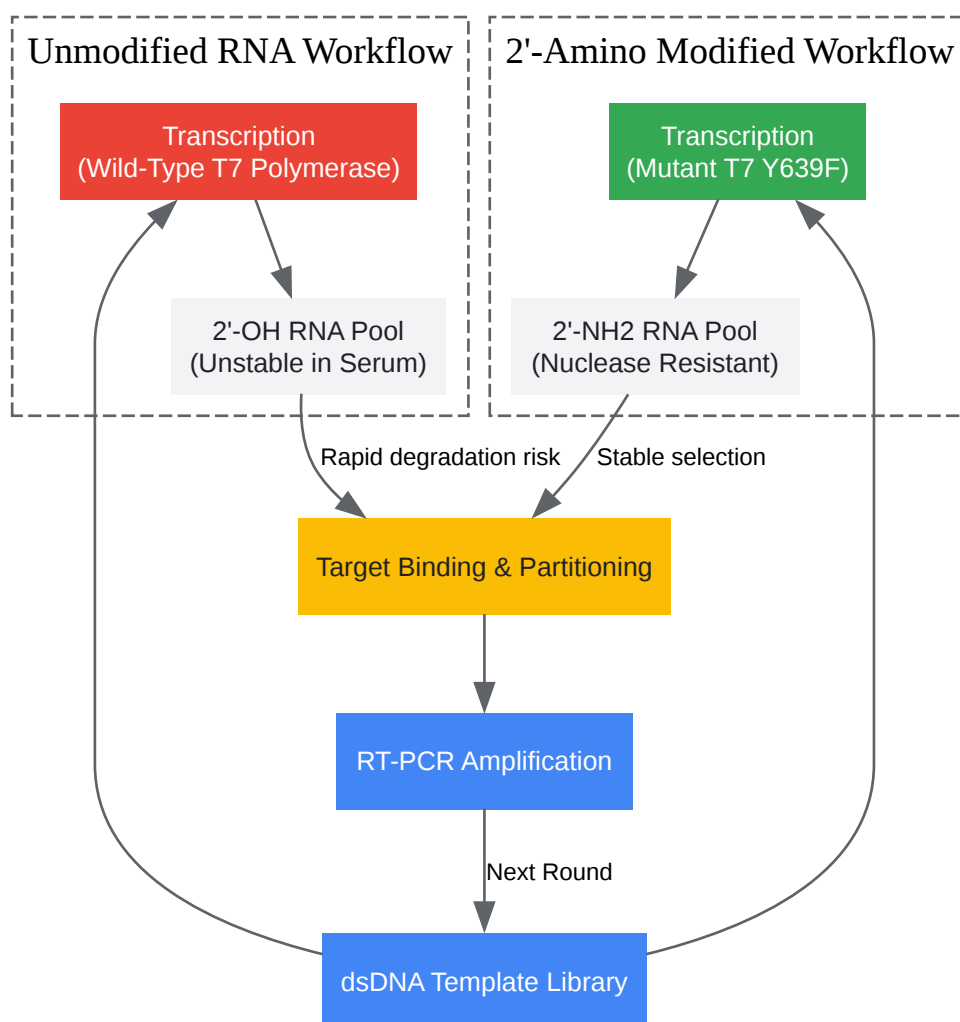 Unmodified RNA Workflow
2'-Amino Modified Workflow
Transcription
(Wild-Type T7 Polymerase)
Transcription
(Mutant T7 Y639F)
2'-OH RNA Pool
(Unstable in Serum)
2'-NH2 RNA Pool
(Nuclease Resistant)
Rapid degradation risk
Stable selection
Target Binding & Partitioning
RT-PCR Amplification
Next Round
dsDNA Template Library